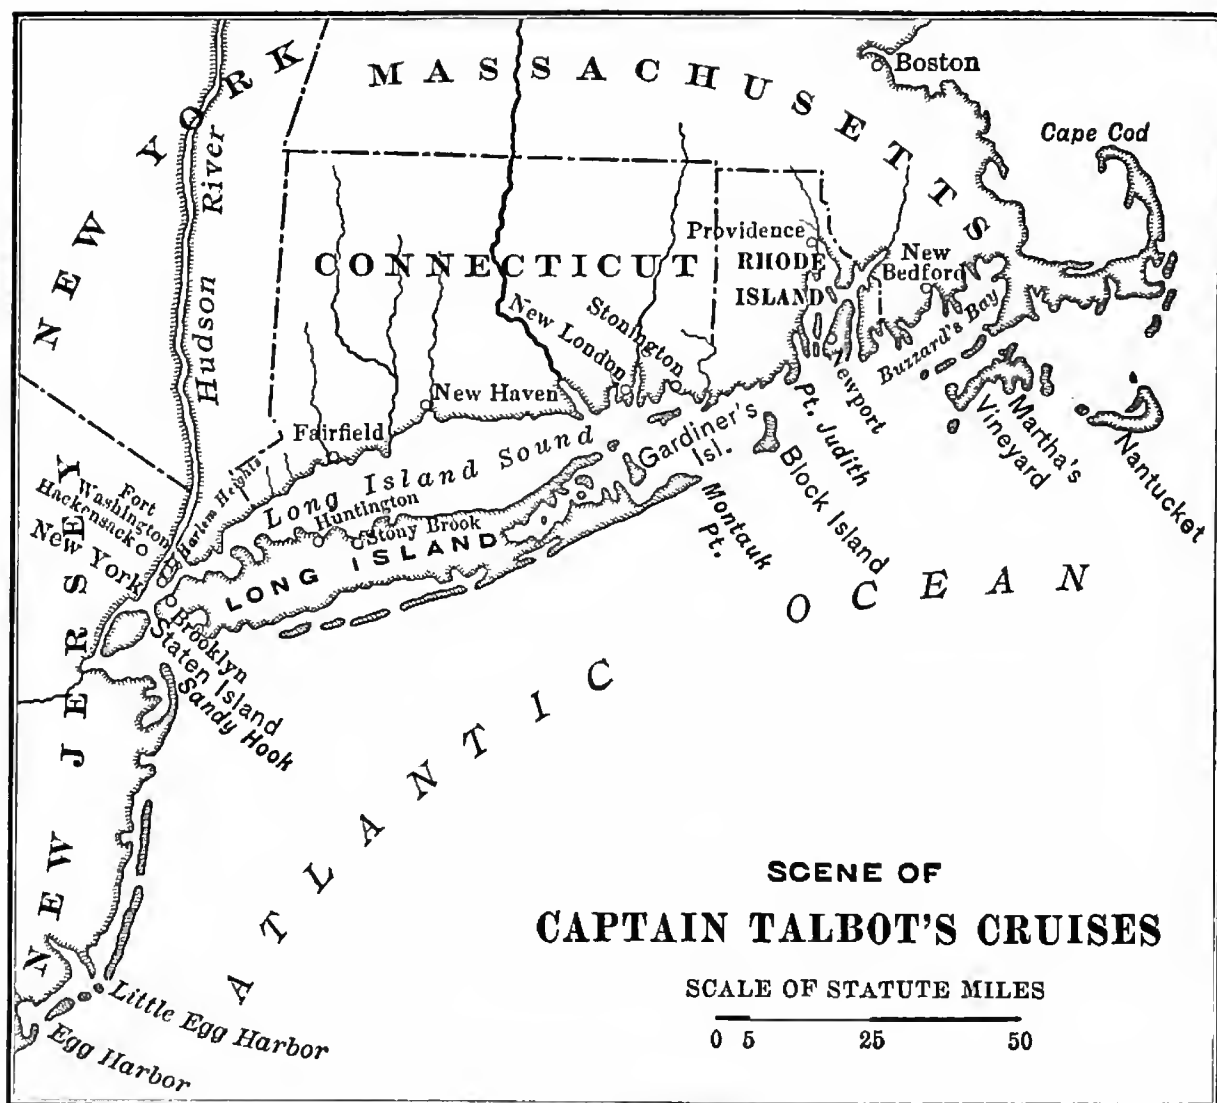 NEW YORK
MASSACHUSETTS
Boston
Cape Cod
Hudson River
CONNECTICUT
Providence
RHODE
ISLAND
New
Bedford
Buzzard's Bay
New London
Stonington
New Haven
Fairfield
Newport
Pt. Judith
Martha's
Vineyard
Nantucket
Long Island Sound
Gardiner's
Isl.
Block Island
Montauk
Pt.
Huntington
Stony Brook
LONG ISLAND
Harlem Heights
Fort
Washington
Hackensack
New York
Brooklyn
Staten Island
Sandy Hook
NEW JERSEY
ATLANTIC OCEAN
Little Egg Harbor
Egg Harbor
SCENE OF
CAPTAIN TALBOT'S CRUISES
SCALE OF STATUTE MILES
0 5 25 50